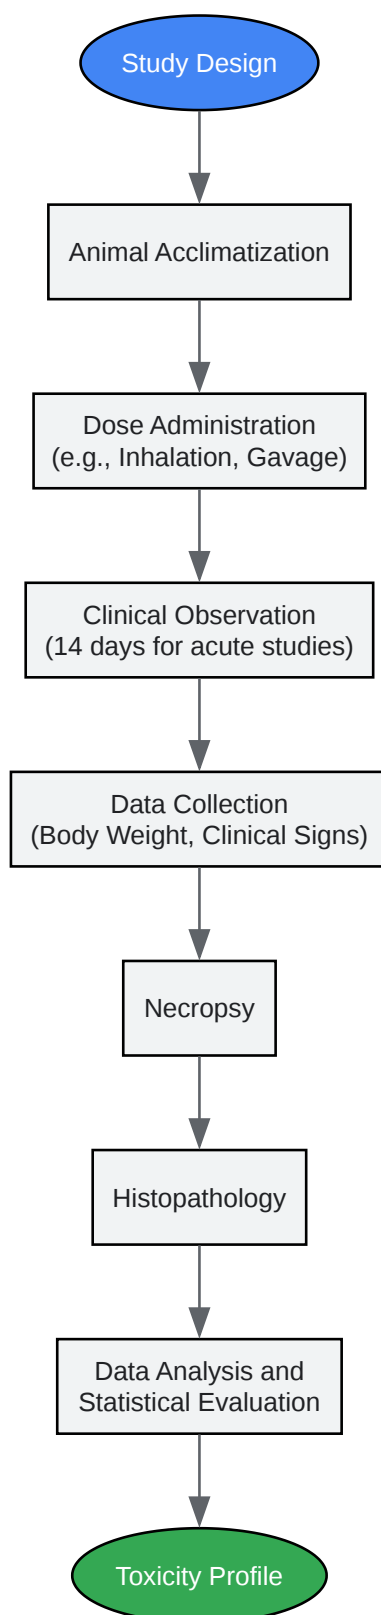 Study Design
Animal Acclimatization
Dose Administration
(e.g., Inhalation, Gavage)
Clinical Observation
(14 days for acute studies)
Data Collection
(Body Weight, Clinical Signs)
Necropsy
Histopathology
Data Analysis and
Statistical Evaluation
Toxicity Profile